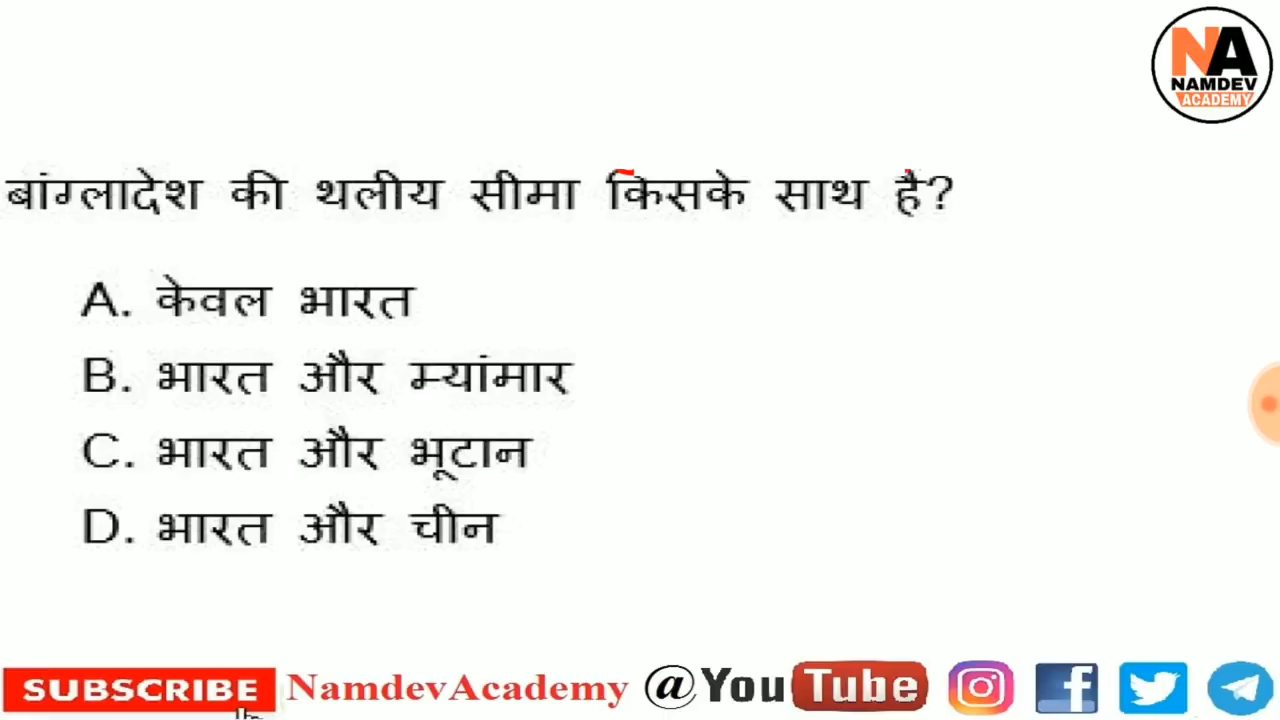 NA
NAMDEV
ACADEMY
बांग्लादेश की थलीय सीमा किसके साथ है?
A. केवल भारत
B. भारत और म्यांमार
C. भारत और भूटान
D. भारत और चीन
SUBSCRIBE NamdevAcademy @YouTube